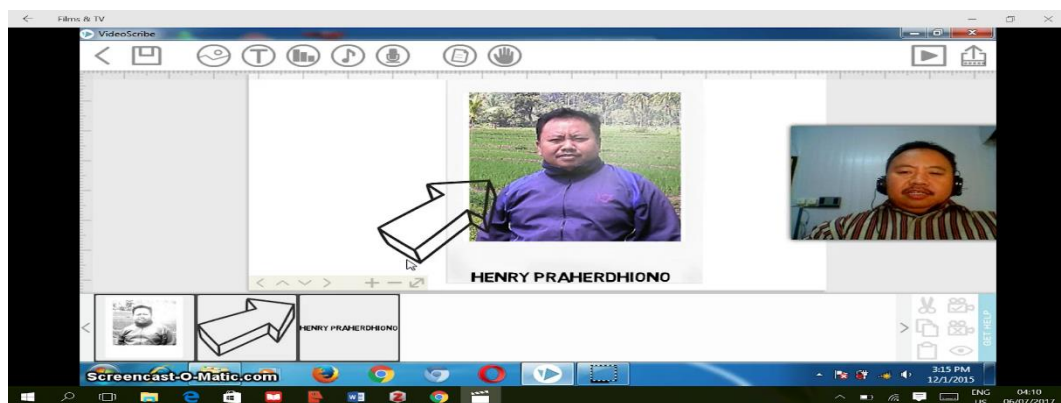 Films & TV
VideoScribe
T
HENRY PRAHERDHIONO
HENRY PRAHERDHIONO
GET HELP
Screencast-O-Matic.com
3:15 PM
12/1/2015
ENG
US
04:10
06/07/2017